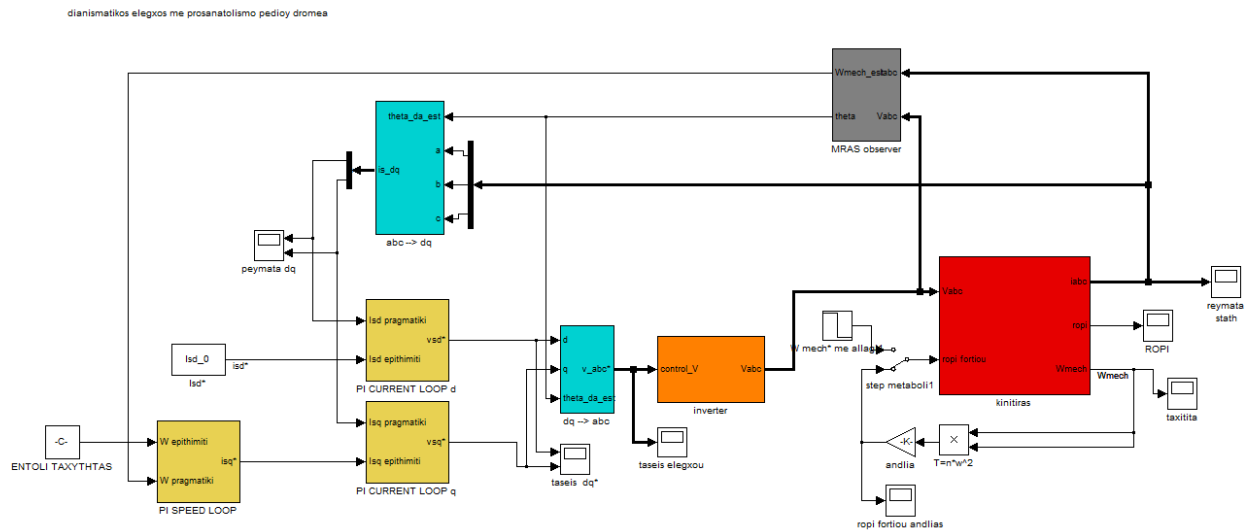 dianismatikos elegxos me prosanatolismo pedioy dromea
Wmech_est
Iabc
theta
Vabc
MRAS observer
theta_da_est
a
is_dq
b
c
abc --> dq
peymata dq
Isd pragmatiki
vsd*
Isd epithimiti
PI CURRENT LOOP d
Isd_0
isd*
Isd*
Isq pragmatiki
vsq*
Isq epithimiti
PI CURRENT LOOP q
-C-
ENTOLI TAXYTHTAS
W epithimiti
isq*
W pragmatiki
PI SPEED LOOP
d
q
v_abc*
theta_da_est
dq --> abc
taseis dq*
control_V
Vabc
inverter
taseis elegxou
W mech* me allagi
step metaboli1
Vabc
Iabc
ropi
ropi fortiou
Wmech
Wmech
kinitiras
reymata
stath
ROPI
taxitita
-K-
andlia
X
T=n*w^2
ropi fortiou andlias